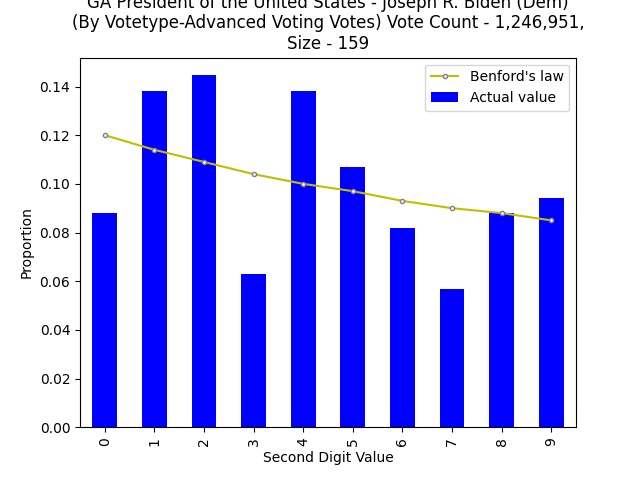 GA President of the United States - Joseph R. Biden (Dem)
(By Votetype-Advanced Voting Votes) Vote Count - 1,246,951,
Size - 159
Benford's law
Actual value
0.14
0.12
0.10
0.08
0.06
0.04
0.02
0.00
Proportion
0 1 2 3 4 5 6 7 8 9
Second Digit Value